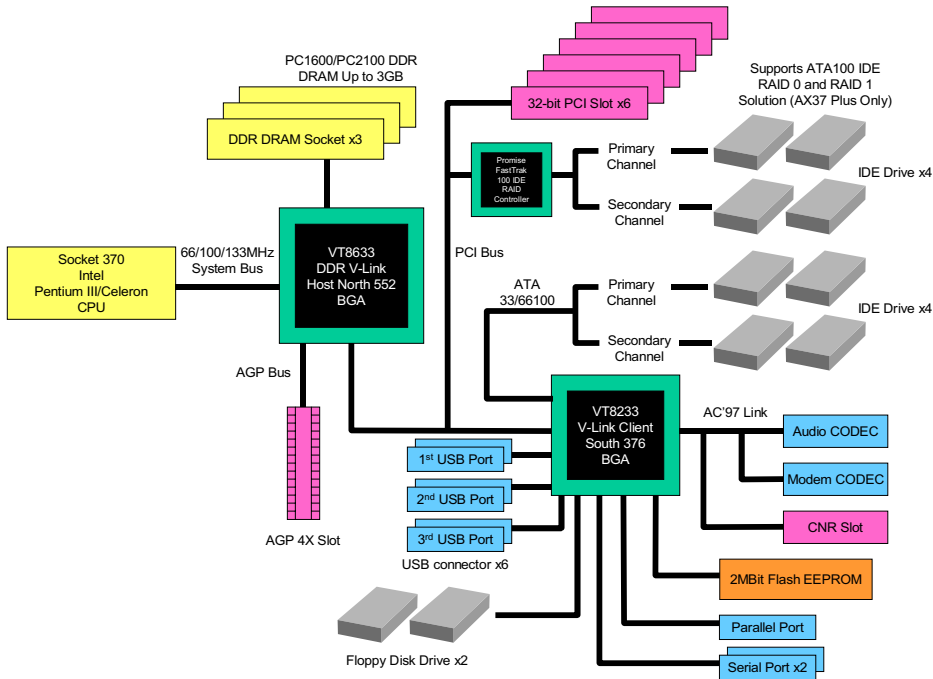 PC1600/PC2100 DDR
DRAM Up to 3GB
DDR DRAM Socket x3
32-bit PCI Slot x6
Supports ATA100 IDE
RAID 0 and RAID 1
Solution (AX37 Plus Only)
Promise
FastTrak
100 IDE
RAID
Controller
Primary
Channel
Secondary
Channel
IDE Drive x4
Socket 370
Intel
Pentium III/Celeron
CPU
66/100/133MHz
System Bus
VT8633
DDR V-Link
Host North 552
BGA
PCI Bus
ATA
33/66100
Primary
Channel
Secondary
Channel
IDE Drive x4
AGP Bus
AGP 4X Slot
VT8233
V-Link Client
South 376
BGA
AC'97 Link
Audio CODEC
Modem CODEC
CNR Slot
1st USB Port
2nd USB Port
3rd USB Port
USB connector x6
2MBit Flash EEPROM
Parallel Port
Serial Port x2
Floppy Disk Drive x2